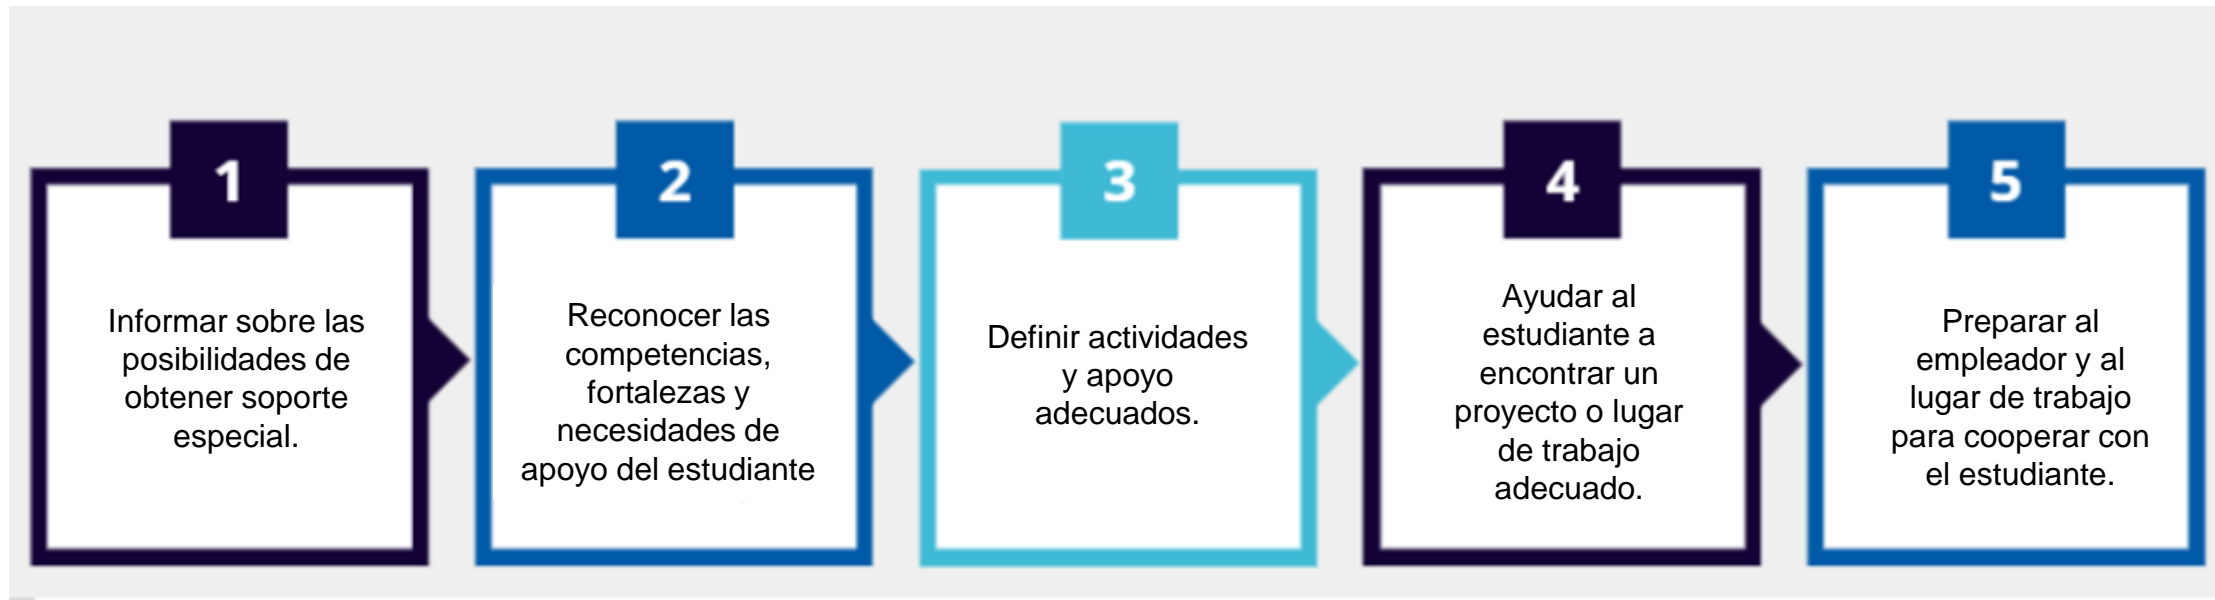 1
Informar sobre las
posibilidades de
obtener soporte
especial.
2
Reconocer las
competencias,
fortalezas y
necesidades de
apoyo del estudiante
3
Definir actividades
y apoyo
adecuados.
4
Ayudar al
estudiante a
encontrar un
proyecto o lugar
de trabajo
adecuado.
5
Preparar al
empleador y al
lugar de trabajo
para cooperar con
el estudiante.